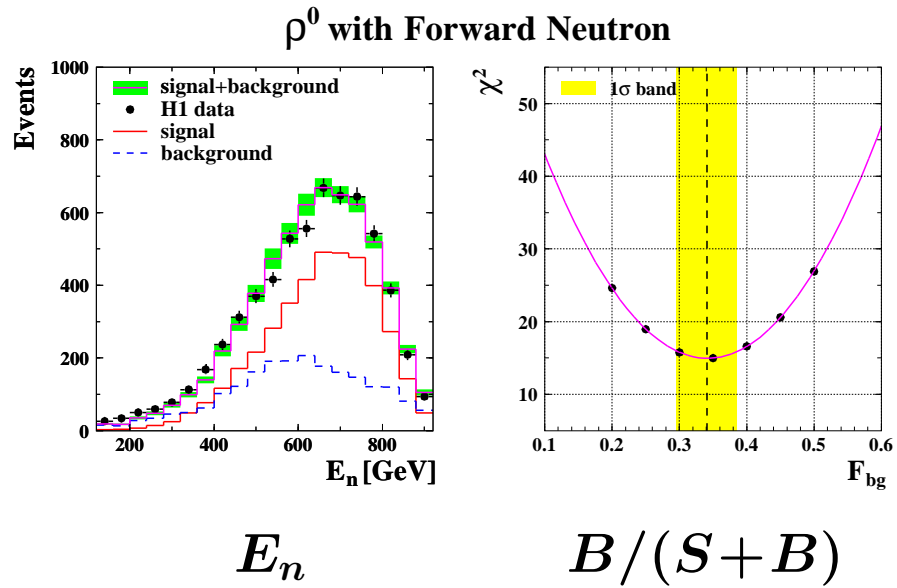 ρ⁰ with Forward Neutron
Events
1000
800
600
400
200
0
signal+background
H1 data
signal
background
200 400 600 800
E_n [GeV]
χ²
50
40
30
20
10
1σ band
0.1 0.2 0.3 0.4 0.5 0.6
F_bg
E_n
B/(S+B)